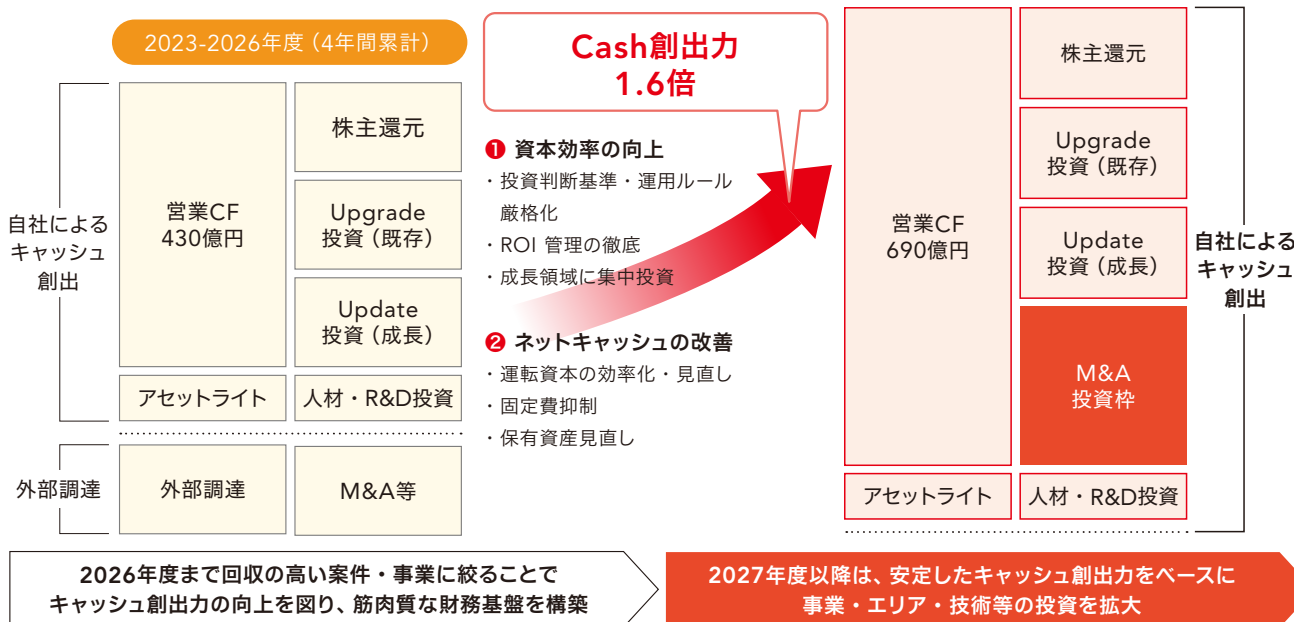 2023-2026年度（4年間累計）
自社による
キャッシュ
創出
営業CF
430億円
株主還元
Upgrade
投資（既存）
Update
投資（成長）
アセットライト
人材・R&D投資
外部調達
外部調達
M&A等
Cash創出力
1.6倍
❶ 資本効率の向上
・投資判断基準・運用ルール
厳格化
・ROI 管理の徹底
・成長領域に集中投資
❷ ネットキャッシュの改善
・運転資本の効率化・見直し
・固定費抑制
・保有資産見直し
営業CF
690億円
株主還元
Upgrade
投資（既存）
Update
投資（成長）
M&A
投資枠
アセットライト
人材・R&D投資
自社による
キャッシュ
創出
2026年度まで回収の高い案件・事業に絞ることで
キャッシュ創出力の向上を図り、筋肉質な財務基盤を構築
2027年度以降は、安定したキャッシュ創出力をベースに
事業・エリア・技術等の投資を拡大